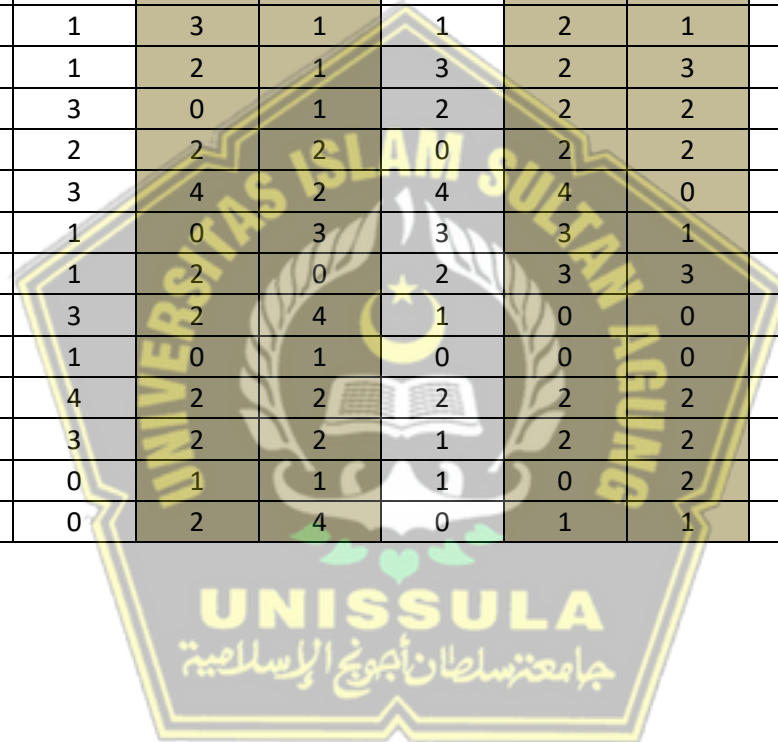 1 3 1 1 2 1
1 2 1 3 2 3
3 0 1 2 2 2
2 2 2 0 2 2
3 4 2 4 4 0
1 0 3 3 3 1
1 2 0 2 3 3
3 2 4 1 0 0
1 0 1 0 0 0
4 2 2 2 2 2
3 2 2 1 2 2
0 1 1 1 0 2
0 2 4 0 1 1
UNIVERSITAS ISLAM SULTAN AGUNG
UNISSULA
جامعة سلطان أجونج الإسلامية